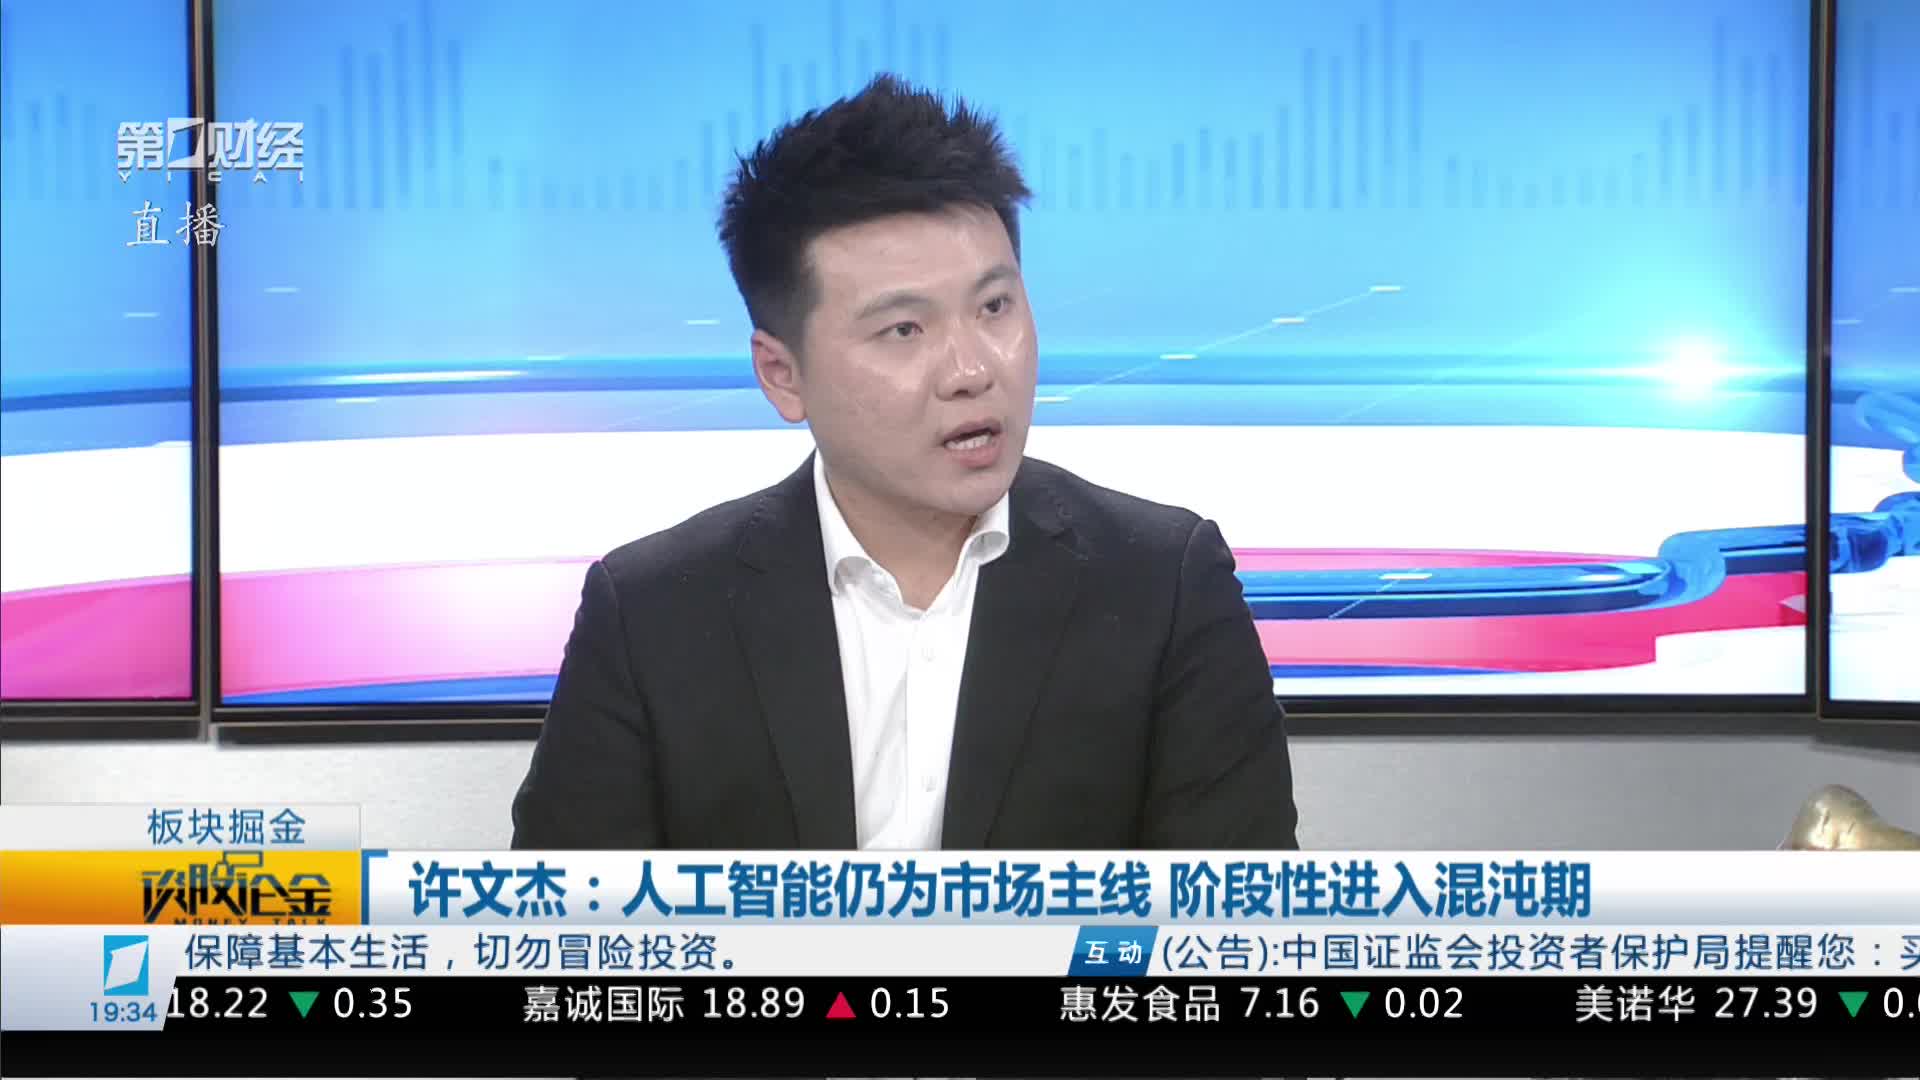 第1财经
YICAI
直播
板块掘金
谈股论金
MONEY TALK
许文杰：人工智能仍为市场主线 阶段性进入混沌期
保障基本生活，切勿冒险投资。
互动 (公告):中国证监会投资者保护局提醒您：买
19:34
18.22 ▼ 0.35 嘉诚国际 18.89 ▲ 0.15 惠发食品 7.16 ▼ 0.02 美诺华 27.39 ▼ 0.0